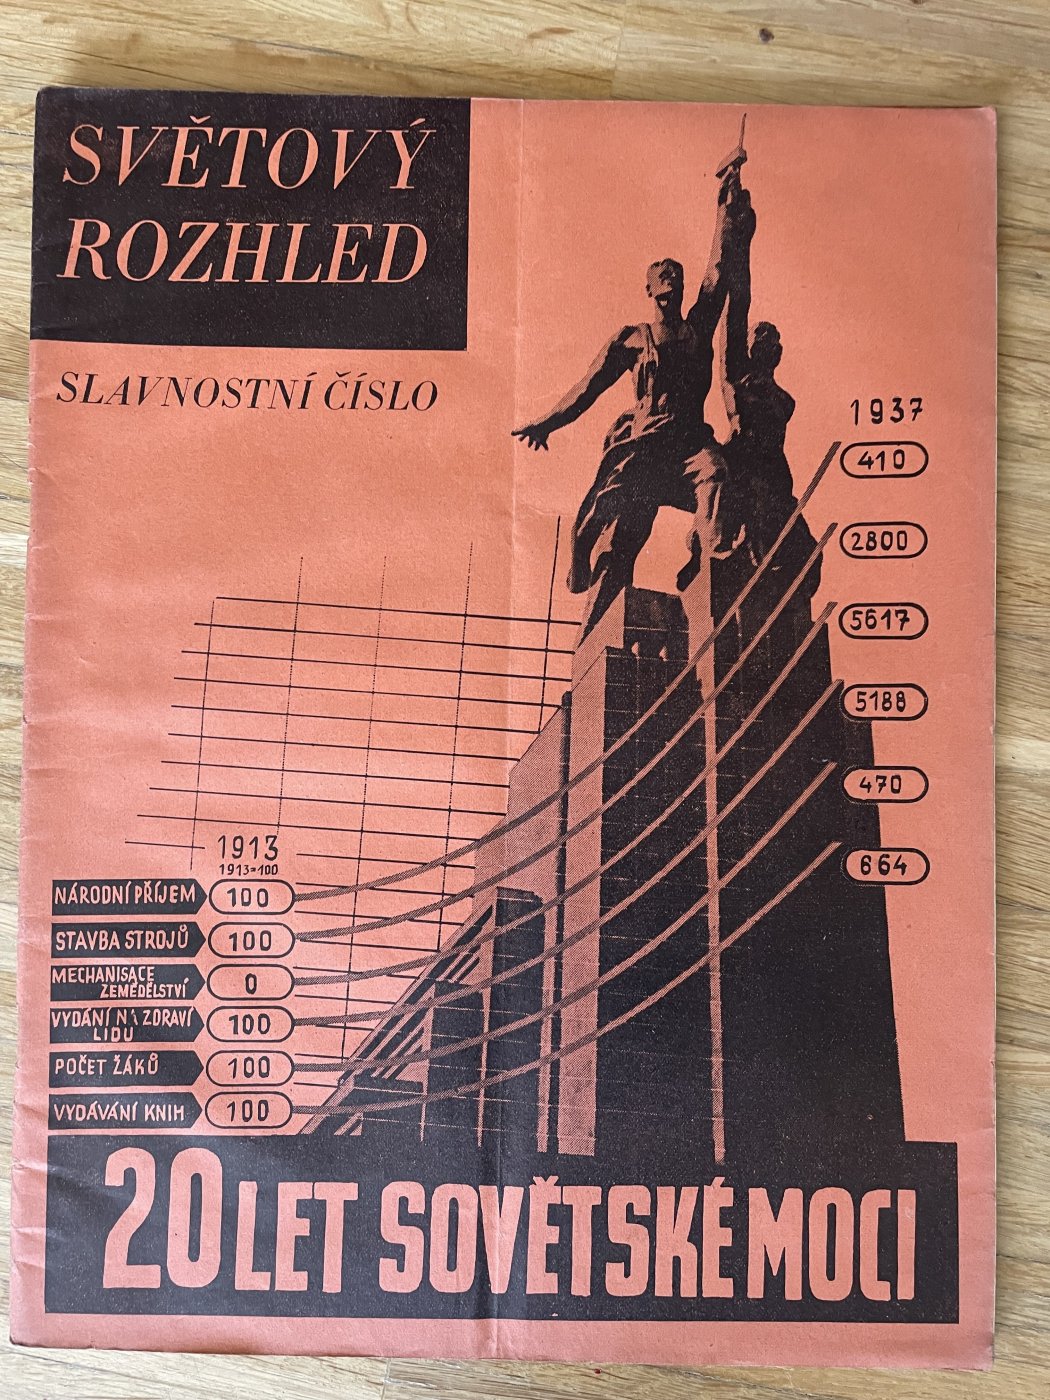 SVĚTOVÝ
ROZHLED
SLAVNOSTNÍ ČÍSLO
1937
410
2800
5617
5188
470
664
1913
1913=100
NÁRODNÍ PŘÍJEM 100
STAVBA STROJŮ 100
MECHANISACE
ZEMĚDĚLSTVÍ 0
VYDÁNÍ NA ZDRAVÍ
LIDU 100
POČET ŽÁKŮ 100
VYDÁVÁNÍ KNIH 100
20 LET SOVĚTSKÉ MOCI